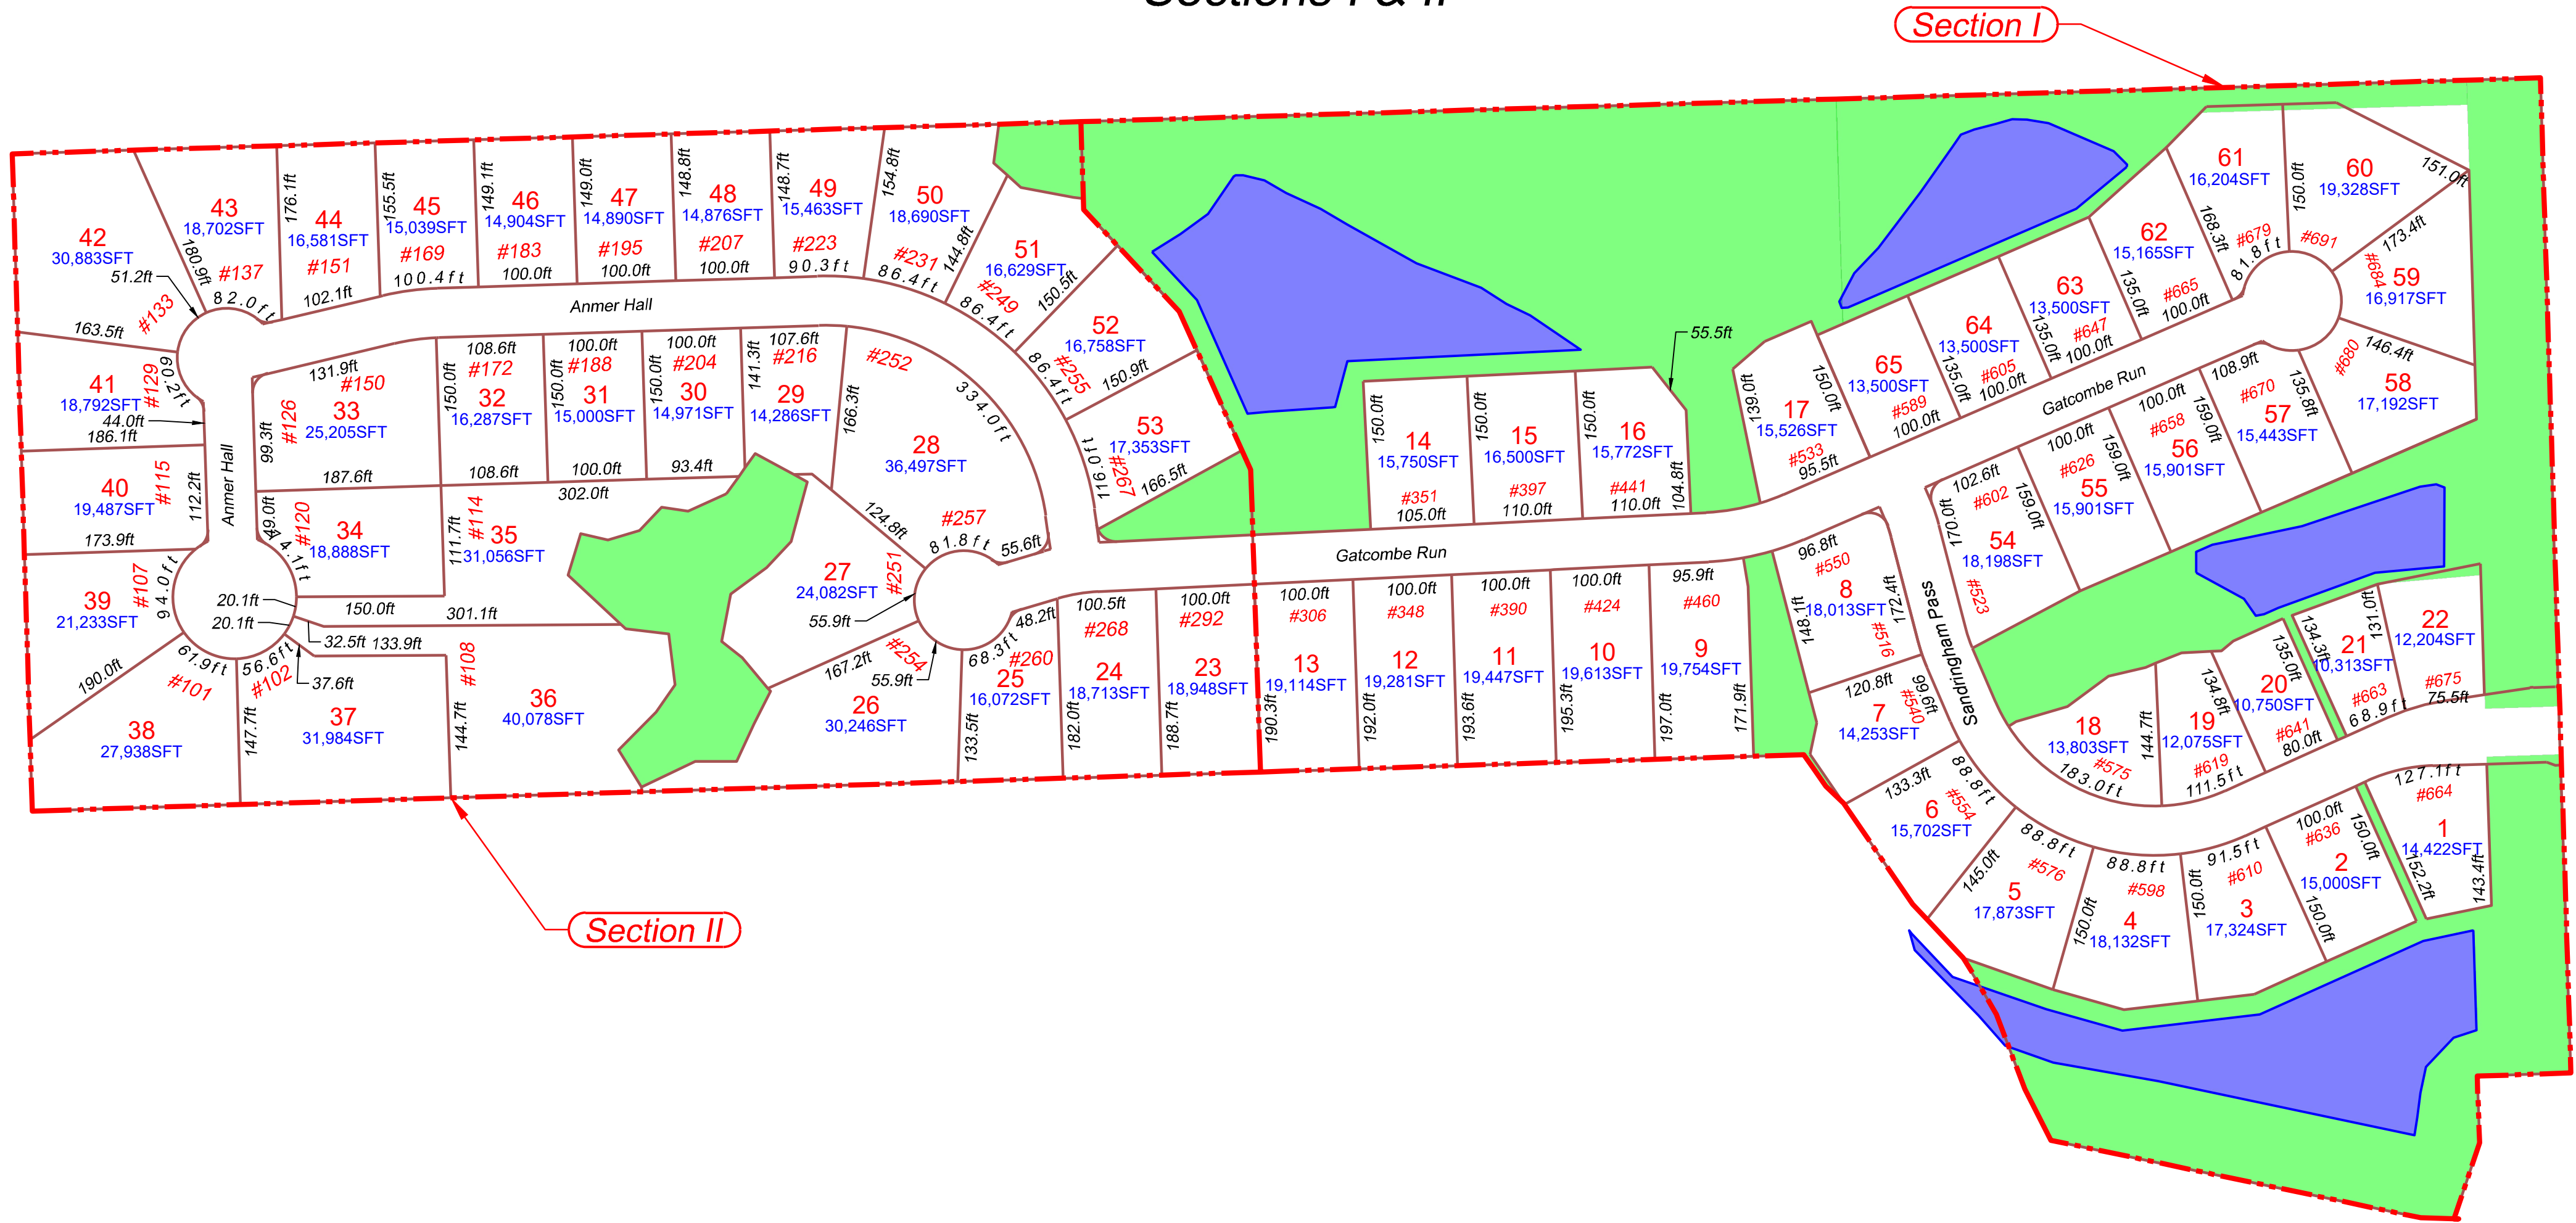 Sections I & II
Section I
42
30,883SFT
51.2ft
#133
163.5ft
43
18,702SFT
180.9ft
#137
82.0ft
44
16,581SFT
176.1ft
#151
102.1ft
45
15,039SFT
155.5ft
#169
100.4ft
46
14,904SFT
149.1ft
#183
100.0ft
47
14,890SFT
149.0ft
#195
100.0ft
48
14,876SFT
148.8ft
#207
100.0ft
49
15,463SFT
148.7ft
#223
90.3ft
50
18,690SFT
154.8ft
#231
86.4ft
144.8ft
51
16,629SFT
#249
86.4ft
150.5ft
52
16,758SFT
#255
86.4ft
150.9ft
53
17,353SFT
#267
116.0ft
166.5ft
Anmer Hall
41
18,792SFT
#129
90.2ft
44.0ft
186.1ft
40
19,487SFT
#115
112.2ft
173.9ft
Anmer Hall
39
21,233SFT
#107
94.0ft
190.0ft
38
27,938SFT
#101
61.9ft
147.7ft
37
31,984SFT
#102
56.6ft
37.6ft
32.5ft
133.9ft
20.1ft
20.1ft
36
40,078SFT
#108
144.7ft
301.1ft
35
31,056SFT
#114
111.7ft
302.0ft
34
18,888SFT
#120
49.0ft
74.1ft
150.0ft
33
25,205SFT
#126
99.3ft
131.9ft
#150
187.6ft
32
16,287SFT
#172
108.6ft
150.0ft
108.6ft
31
15,000SFT
#188
100.0ft
150.0ft
100.0ft
30
14,971SFT
#204
100.0ft
150.0ft
93.4ft
29
14,286SFT
#216
107.6ft
141.3ft
28
36,497SFT
#252
334.0ft
166.3ft
124.8ft
#257
81.8ft
55.6ft
27
24,082SFT
#251
55.9ft
167.2ft
26
30,246SFT
#254
55.9ft
133.5ft
25
16,072SFT
#260
68.3ft
48.2ft
24
18,713SFT
#268
100.5ft
182.0ft
23
18,948SFT
#292
100.0ft
188.7ft
Gatcombe Run
13
19,114SFT
#306
100.0ft
190.3ft
12
19,281SFT
#348
100.0ft
192.0ft
11
19,447SFT
#390
100.0ft
193.6ft
10
19,613SFT
#424
100.0ft
195.3ft
9
19,754SFT
#460
95.9ft
197.0ft
171.9ft
14
15,750SFT
#351
105.0ft
150.0ft
15
16,500SFT
#397
110.0ft
150.0ft
16
15,772SFT
#441
110.0ft
150.0ft
104.8ft
55.5ft
17
15,526SFT
#533
95.5ft
139.0ft
150.0ft
65
13,500SFT
#589
100.0ft
135.0ft
64
13,500SFT
#605
100.0ft
135.0ft
63
13,500SFT
#647
100.0ft
135.0ft
62
15,165SFT
#665
100.0ft
168.3ft
61
16,204SFT
#679
81.8ft
150.0ft
60
19,328SFT
#691
151.0ft
173.4ft
59
16,917SFT
#684
146.4ft
58
17,192SFT
#680
135.8ft
57
15,443SFT
#670
108.9ft
159.0ft
56
15,901SFT
#658
100.0ft
159.0ft
55
15,901SFT
#626
100.0ft
159.0ft
54
18,198SFT
#602
102.6ft
170.0ft
#523
Gatcombe Run
Sandringham Pass
8
18,013SFT
#550
96.8ft
148.1ft
172.4ft
#516
120.8ft
7
14,253SFT
#540
99.6ft
133.3ft
6
15,702SFT
#554
88.8ft
145.0ft
5
17,873SFT
#576
88.8ft
150.0ft
4
18,132SFT
#598
88.8ft
150.0ft
3
17,324SFT
#610
91.5ft
150.0ft
2
15,000SFT
#636
100.0ft
150.0ft
1
14,422SFT
#664
127.1ft
152.2ft
143.4ft
18
13,803SFT
#575
183.0ft
144.7ft
19
12,075SFT
#619
111.5ft
134.8ft
20
10,750SFT
#641
80.0ft
135.0ft
21
10,313SFT
#663
68.9ft
134.3ft
131.0ft
22
12,204SFT
#675
75.5ft
Section II